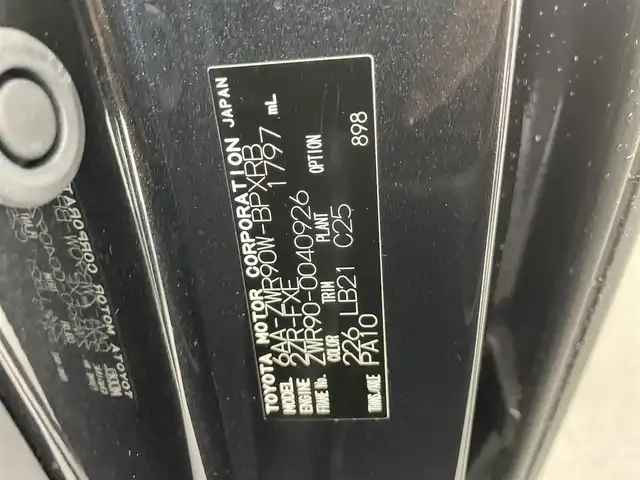 TOYOTA MOTOR CORPORATION JAPAN
MODEL 6AA-ZWR90W-BPXRB
ENGINE 2ZR-FXE 1797 mL
FRAME No. ZWR90-0040926
COLOR TRIM PLANT OPTION
226 LB21 C25 898
TRANS./AXLE PA10